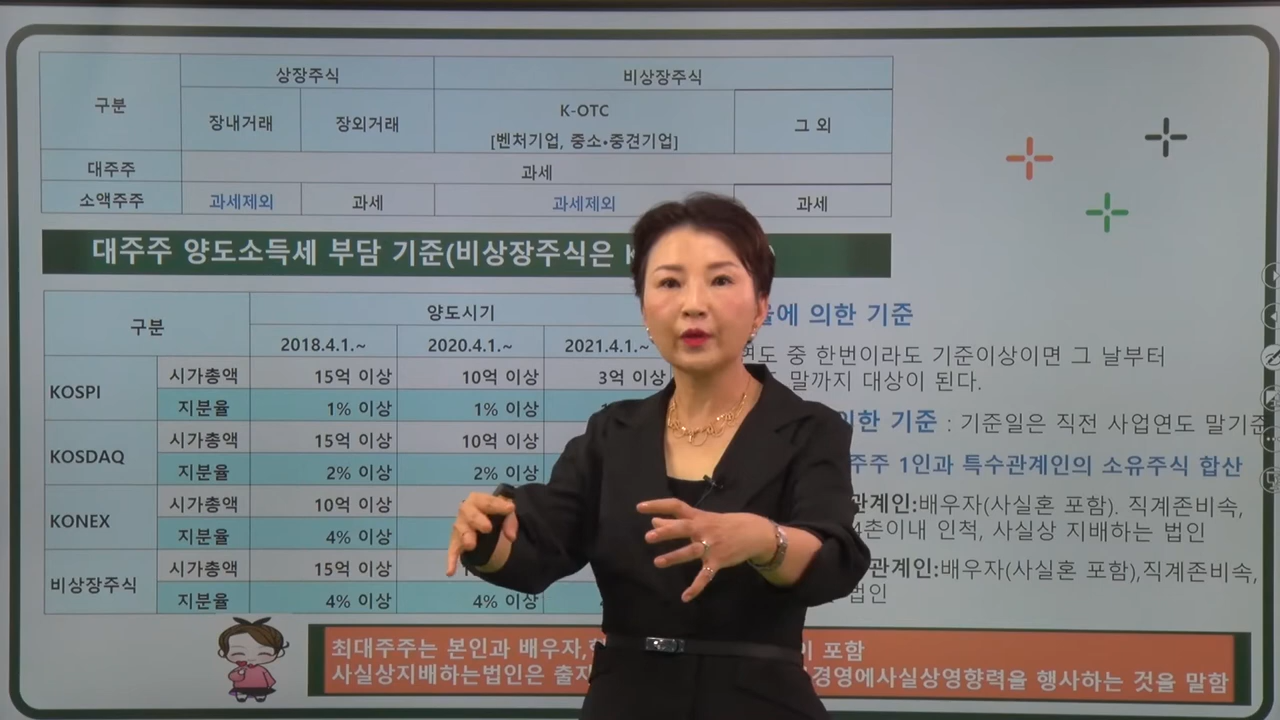 구분 상장주식 비상장주식
장내거래 장외거래 K-OTC 그 외
[벤처기업, 중소·중견기업]
대주주 과세
소액주주 과세제외 과세 과세제외 과세
대주주 양도소득세 부담 기준(비상장주식은
구분 양도시기
2018.4.1.~ 2020.4.1.~ 2021.4.1.~
KOSPI 시가총액 15억 이상 10억 이상 3억 이상
지분율 1% 이상 1% 이상
KOSDAQ 시가총액 15억 이상 10억 이상
지분율 2% 이상 2% 이상
KONEX 시가총액 10억 이상
지분율 4% 이상
비상장주식 시가총액 15억 이상
지분율 4% 이상 4% 이상
에 의한 기준
중 한번이라도 기준이상이면 그 날부터
말까지 대상이 된다.
의한 기준 : 기준일은 직전 사업연도 말기준
주주 1인과 특수관계인의 소유주식 합산
관계인:배우자(사실혼 포함). 직계존비속,
4촌이내 인척, 사실상 지배하는 법인
관계인:배우자(사실혼 포함),직계존비속,
법인
최대주주는 본인과 배우자, 포함
사실상지배하는법인은 경영에사실상영향력을 행사하는 것을 말함